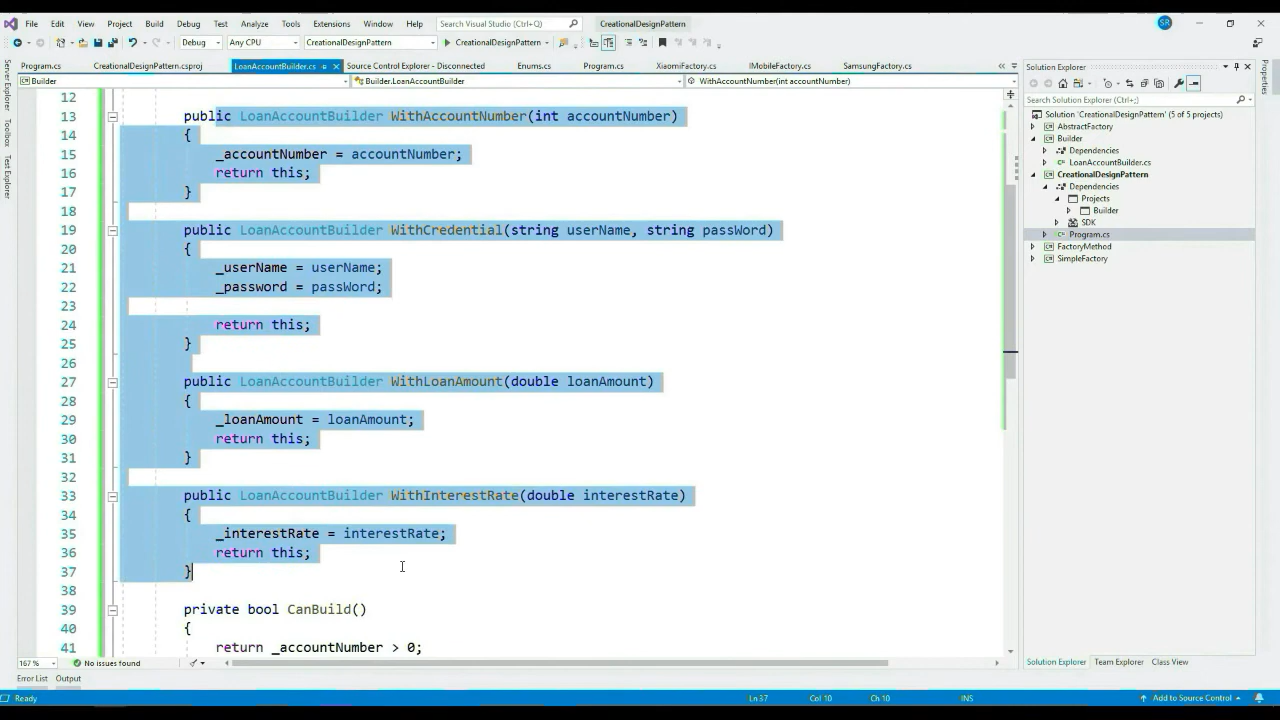 File Edit View Project Build Debug Test Analyze Tools Extensions Window Help Search Visual Studio (Ctrl+Q) CreationalDesignPattern SR
Debug Any CPU CreationalDesignPattern CreationalDesignPattern
Program.cs CreationalDesignPattern.csproj LoanAccountBuilder.cs Source Control Explorer - Disconnected Enums.cs Program.cs XiaomiFactory.cs IMobileFactory.cs SamsungFactory.cs
Builder Builder.LoanAccountBuilder WithAccountNumber(int accountNumber)
Server Explorer
Toolbox
Test Explorer
12
13 public LoanAccountBuilder WithAccountNumber(int accountNumber)
14 {
15 _accountNumber = accountNumber;
16 return this;
17 }
18
19 public LoanAccountBuilder WithCredential(string userName, string passWord)
20 {
21 _userName = userName;
22 _password = passWord;
23
24 return this;
25 }
26
27 public LoanAccountBuilder WithLoanAmount(double loanAmount)
28 {
29 _loanAmount = loanAmount;
30 return this;
31 }
32
33 public LoanAccountBuilder WithInterestRate(double interestRate)
34 {
35 _interestRate = interestRate;
36 return this;
37 }
38
39 private bool CanBuild()
40 {
41 return _accountNumber > 0;
167 % No issues found
Error List Output
Ready Ln 37 Col 10 Ch 10 INS Add to Source Control
Solution Explorer
Search Solution Explorer (Ctrl+;)
Solution 'CreationalDesignPattern' (5 of 5 projects)
AbstractFactory
Builder
Dependencies
C# LoanAccountBuilder.cs
CreationalDesignPattern
Dependencies
Projects
Builder
SDK
C# Program.cs
FactoryMethod
SimpleFactory
Solution Explorer Team Explorer Class View
Properties